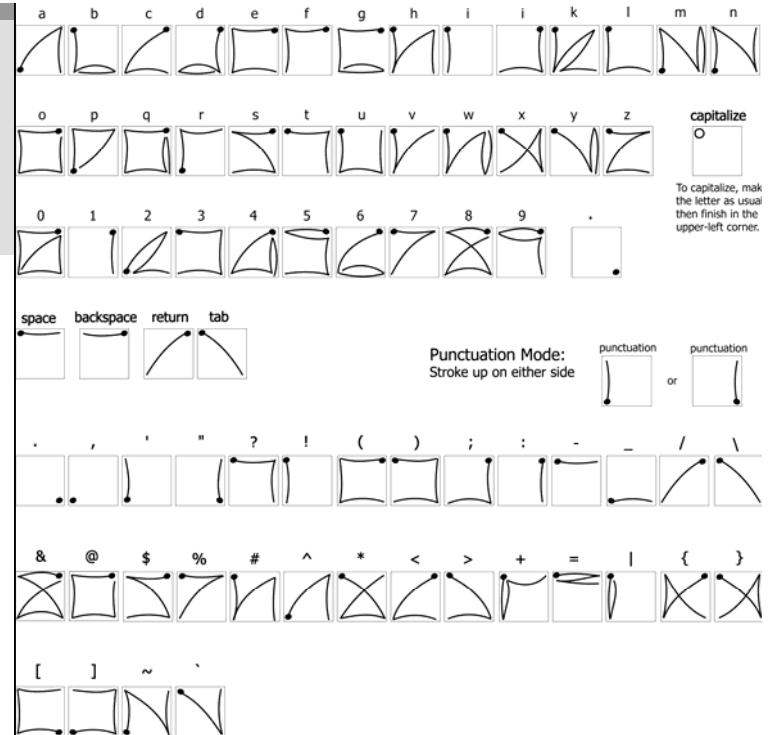 a b c d e f g h i i k l m n
o p q r s t u v w x y z capitalize
To capitalize, mak
the letter as usual
then finish in the
upper-left corner.
0 1 2 3 4 5 6 7 8 9 .
space backspace return tab
Punctuation Mode:
Stroke up on either side
punctuation or punctuation
. , ' " ? ! ( ) ; : - _ / \
& @ $ % # ^ * < > + = | { }
[ ] ~ `